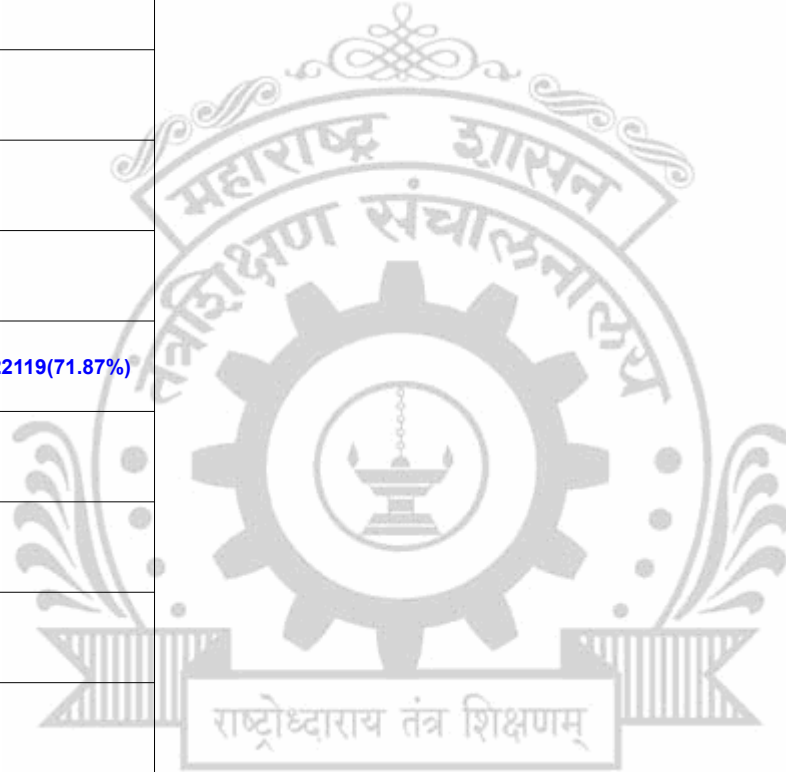 महाराष्ट्र शासन
तंत्रशिक्षण संचालनालय
2119(71.87%)
राष्ट्रोध्दाराय तंत्र शिक्षणम्